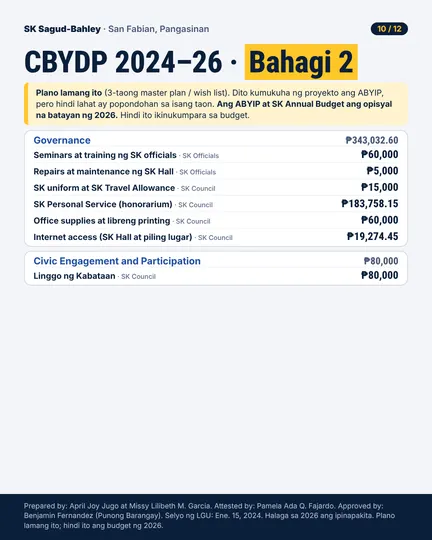 SK Sagud-Bahley · San Fabian, Pangasinan
10 / 12
CBYDP 2024–26 · Bahagi 2
Plano lamang ito (3-taong master plan / wish list). Dito kumukuha ng proyekto ang ABYIP,
pero hindi lahat ay popondohan sa isang taon. Ang ABYIP at SK Annual Budget ang opisyal
na batayan ng 2026. Hindi ito ikinukumpara sa budget.
Governance ₱343,032.60
Seminars at training ng SK officials · SK Officials ₱60,000
Repairs at maintenance ng SK Hall · SK Officials ₱5,000
SK uniform at SK Travel Allowance · SK Council ₱15,000
SK Personal Service (honorarium) · SK Council ₱183,758.15
Office supplies at libreng printing · SK Council ₱60,000
Internet access (SK Hall at piling lugar) · SK Council ₱19,274.45
Civic Engagement and Participation ₱80,000
Linggo ng Kabataan · SK Council ₱80,000
Prepared by: April Joy Jugo at Missy Lilibeth M. Garcia. Attested by: Pamela Ada Q. Fajardo. Approved by:
Benjamin Fernandez (Punong Barangay). Selyo ng LGU: Ene. 15, 2024. Halaga sa 2026 ang ipinapakita. Plano
lamang ito; hindi ito ang budget ng 2026.